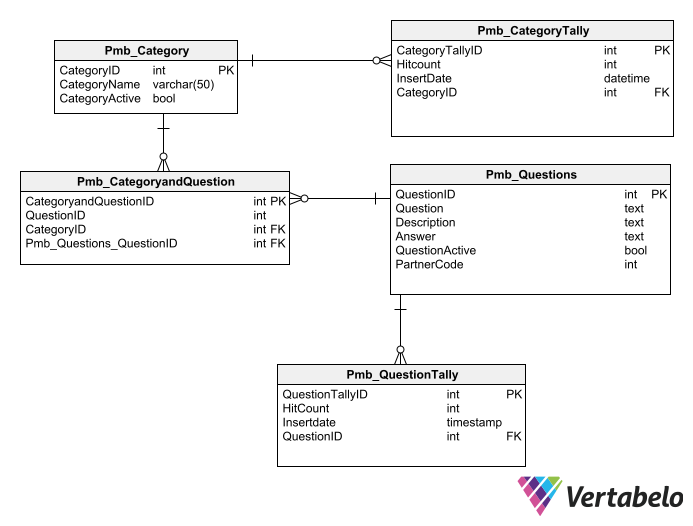 Pmb_Category
CategoryID int PK
CategoryName varchar(50)
CategoryActive bool
Pmb_CategoryTally
CategoryTallyID int PK
Hitcount int
InsertDate datetime
CategoryID int FK
Pmb_CategoryandQuestion
CategoryandQuestionID int PK
QuestionID int
CategoryID int FK
Pmb_Questions_QuestionID int FK
Pmb_Questions
QuestionID int PK
Question text
Description text
Answer text
QuestionActive bool
PartnerCode int
Pmb_QuestionTally
QuestionTallyID int PK
HitCount int
Insertdate timestamp
QuestionID int FK
Vertabelo